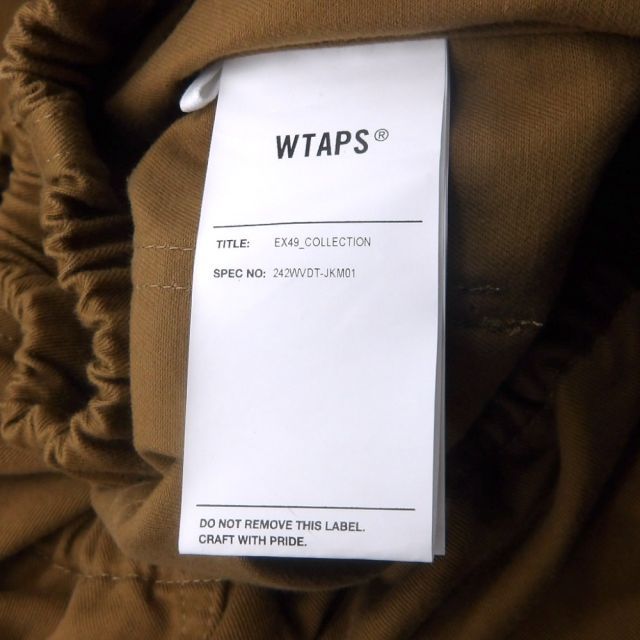 WTAPS®
TITLE: EX49_COLLECTION
SPEC NO: 242WVDT-JKM01
DO NOT REMOVE THIS LABEL.
CRAFT WITH PRIDE.